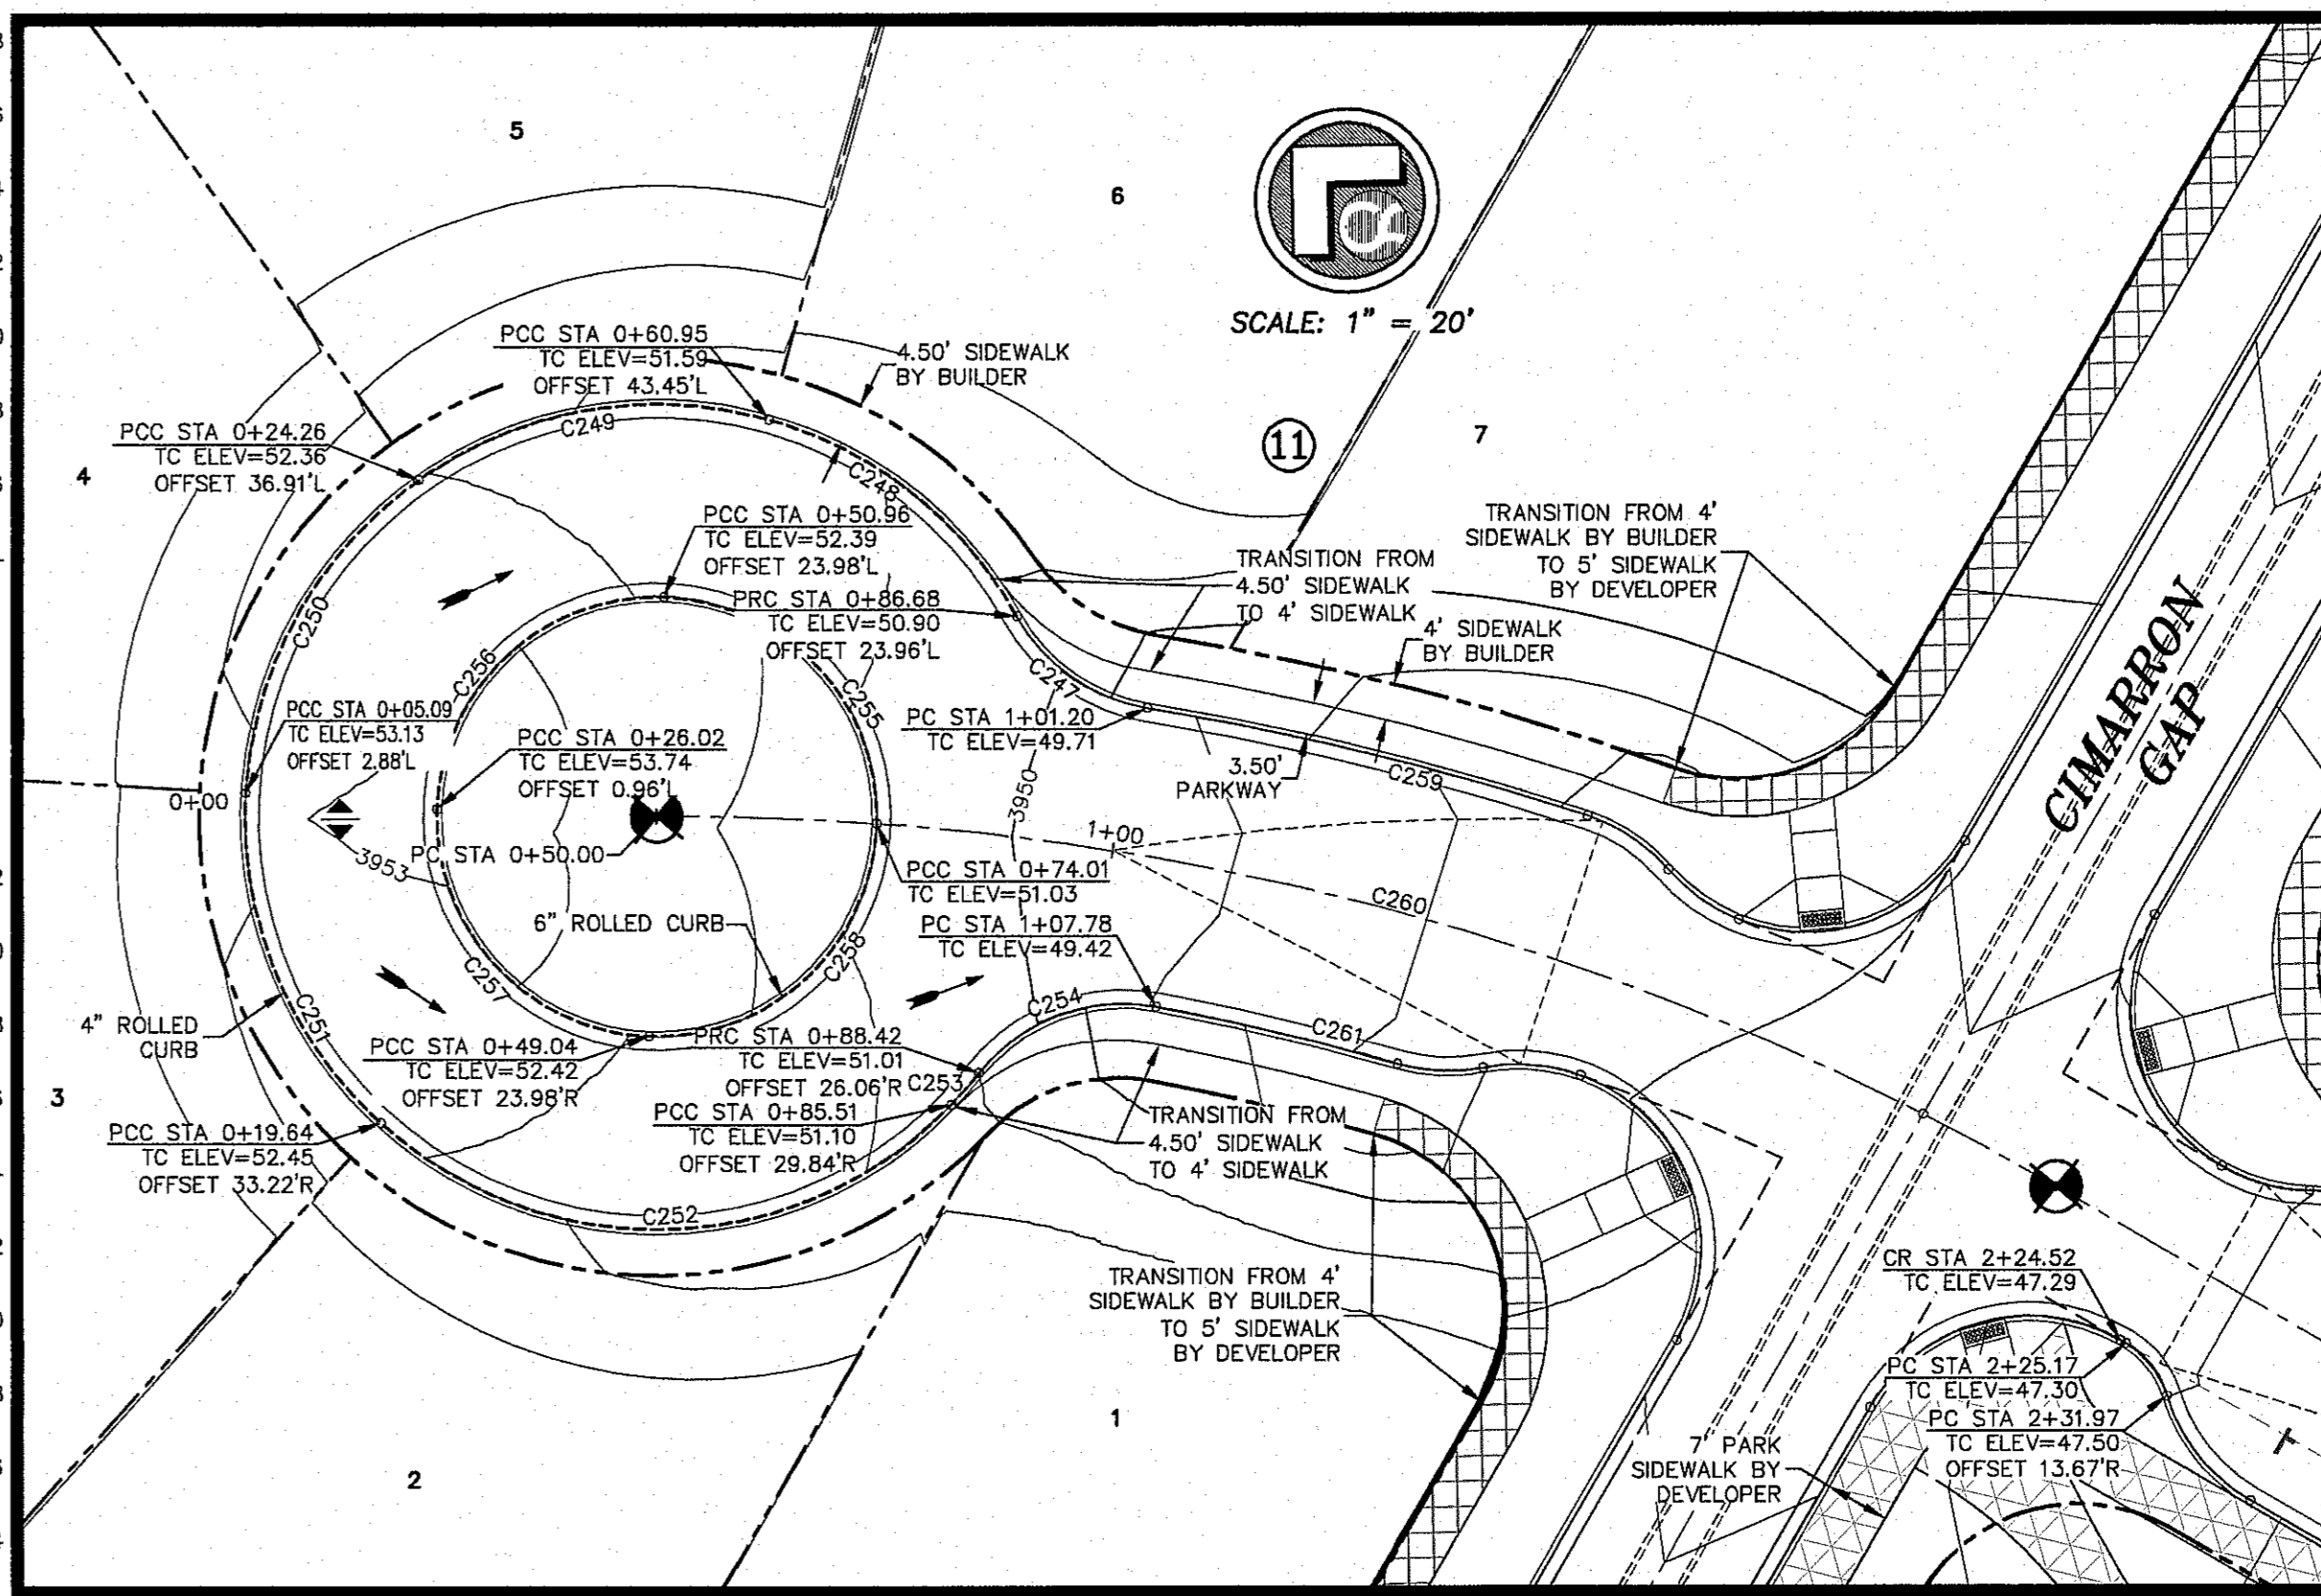 5
6
SCALE: 1" = 20'
PCC STA 0+60.95
TC ELEV=51.59
OFFSET 43.45'L
4.50' SIDEWALK
BY BUILDER
C249
PCC STA 0+24.26
TC ELEV=52.36
OFFSET 36.91'L
4
11
7
C248
PCC STA 0+50.96
TC ELEV=52.39
OFFSET 23.98'L
TRANSITION FROM 4'
SIDEWALK BY BUILDER
TO 5' SIDEWALK
BY DEVELOPER
TRANSITION FROM
4.50' SIDEWALK
TO 4' SIDEWALK
PRC STA 0+86.68
TC ELEV=50.90
OFFSET 23.96'L
4' SIDEWALK
BY BUILDER
C250
C256
C247
C255
CIMARRON
GAP
PCC STA 0+05.09
TC ELEV=53.13
OFFSET 2.88'L
PCC STA 0+26.02
TC ELEV=53.74
OFFSET 0.96'L
PC STA 1+01.20
TC ELEV=49.71
3.50'
PARKWAY
C259
0+00
3950
1+00
3953
PC STA 0+50.00
PCC STA 0+74.01
TC ELEV=51.03
C260
6" ROLLED CURB
PC STA 1+07.78
TC ELEV=49.42
C257
C258
C254
C251
4" ROLLED
CURB
C261
PCC STA 0+49.04
TC ELEV=52.42
OFFSET 23.98'R
PRC STA 0+88.42
TC ELEV=51.01
OFFSET 26.06'R
C253
3
PCC STA 0+85.51
TC ELEV=51.10
OFFSET 29.84'R
TRANSITION FROM
4.50' SIDEWALK
TO 4' SIDEWALK
PCC STA 0+19.64
TC ELEV=52.45
OFFSET 33.22'R
C252
TRANSITION FROM 4'
SIDEWALK BY BUILDER
TO 5' SIDEWALK
BY DEVELOPER
CR STA 2+24.52
TC ELEV=47.29
PC STA 2+25.17
TC ELEV=47.30
PC STA 2+31.97
TC ELEV=47.50
OFFSET 13.67'R
1
2
7' PARK
SIDEWALK BY
DEVELOPER